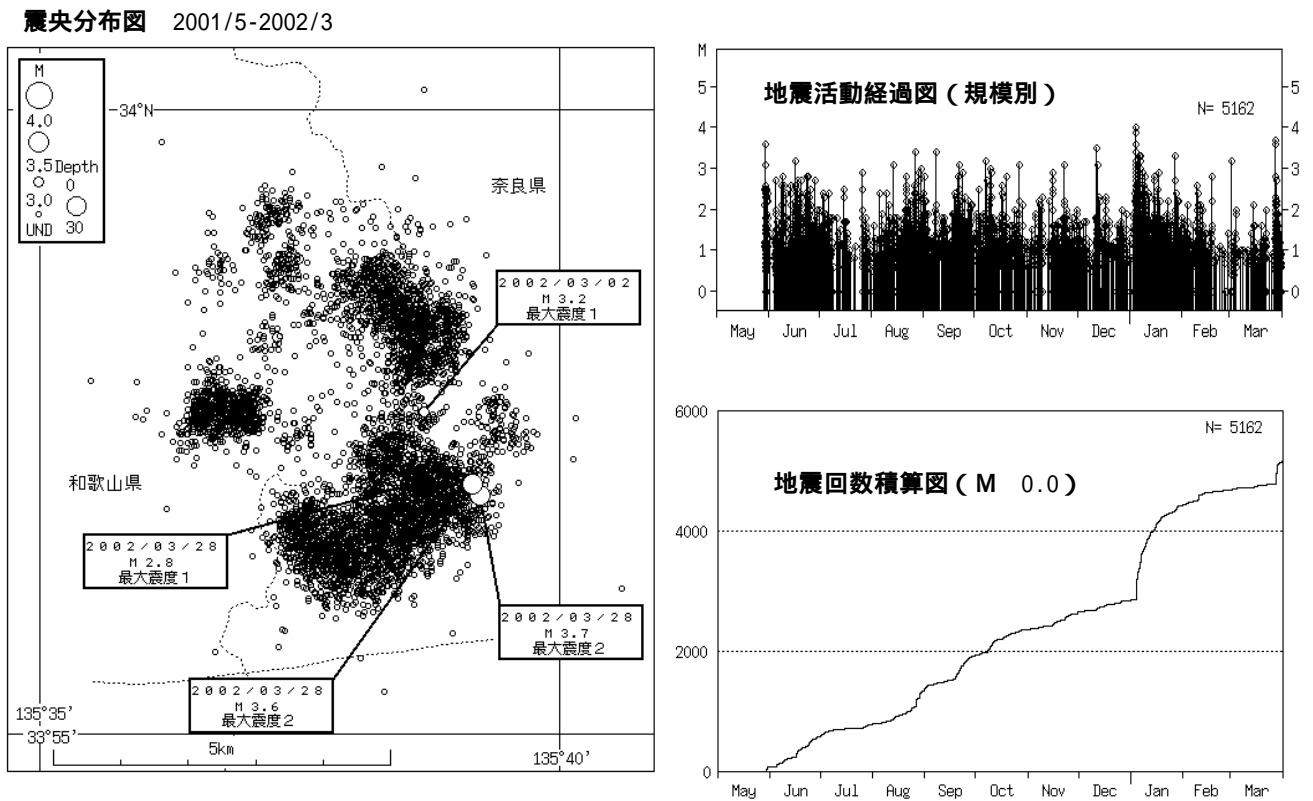 震央分布図 2001/5-2002/3
M
4.0
3.5 Depth
0
3.0
UND 30
34°N
奈良県
2002/03/02
M 3.2
最大震度1
和歌山県
2002/03/28
M 2.8
最大震度1
2002/03/28
M 3.7
最大震度2
2002/03/28
M 3.6
最大震度2
135°35'
33°55'
5km
135°40'
M
地震活動経過図(規模別)
N= 5162
5 5
4 4
3 3
2 2
1 1
0 0
May Jun Jul Aug Sep Oct Nov Dec Jan Feb Mar
6000
N= 5162
地震回数積算図(M 0.0)
4000
2000
0
May Jun Jul Aug Sep Oct Nov Dec Jan Feb Mar